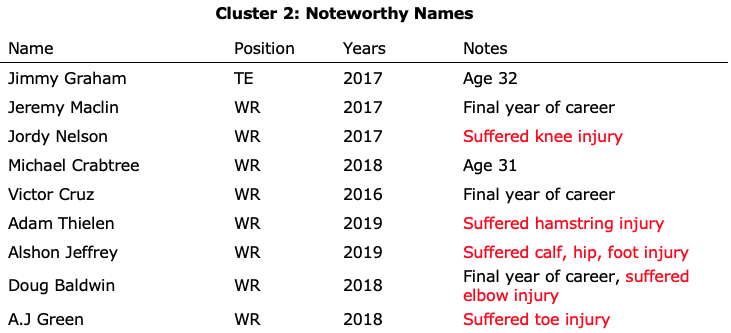 Cluster 2: Noteworthy Names
Name Position Years Notes
Jimmy Graham TE 2017 Age 32
Jeremy Maclin WR 2017 Final year of career
Jordy Nelson WR 2017 Suffered knee injury
Michael Crabtree WR 2018 Age 31
Victor Cruz WR 2016 Final year of career
Adam Thielen WR 2019 Suffered hamstring injury
Alshon Jeffrey WR 2019 Suffered calf, hip, foot injury
Doug Baldwin WR 2018 Final year of career, suffered
elbow injury
A.J Green WR 2018 Suffered toe injury